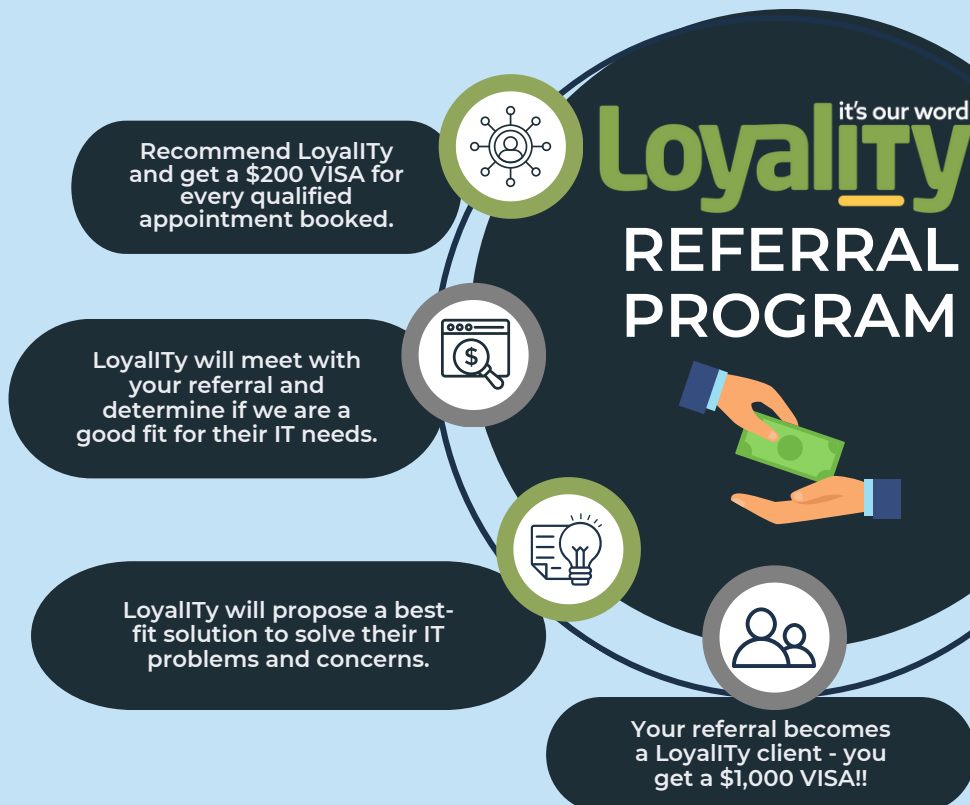 it's our word
LoyalITy
REFERRAL
PROGRAM
Recommend LoyalITy
and get a $200 VISA for
every qualified
appointment booked.
$
LoyalITy will meet with
your referral and
determine if we are a
good fit for their IT needs.
LoyalITy will propose a best-
fit solution to solve their IT
problems and concerns.
Your referral becomes
a LoyalITy client - you
get a $1,000 VISA!!